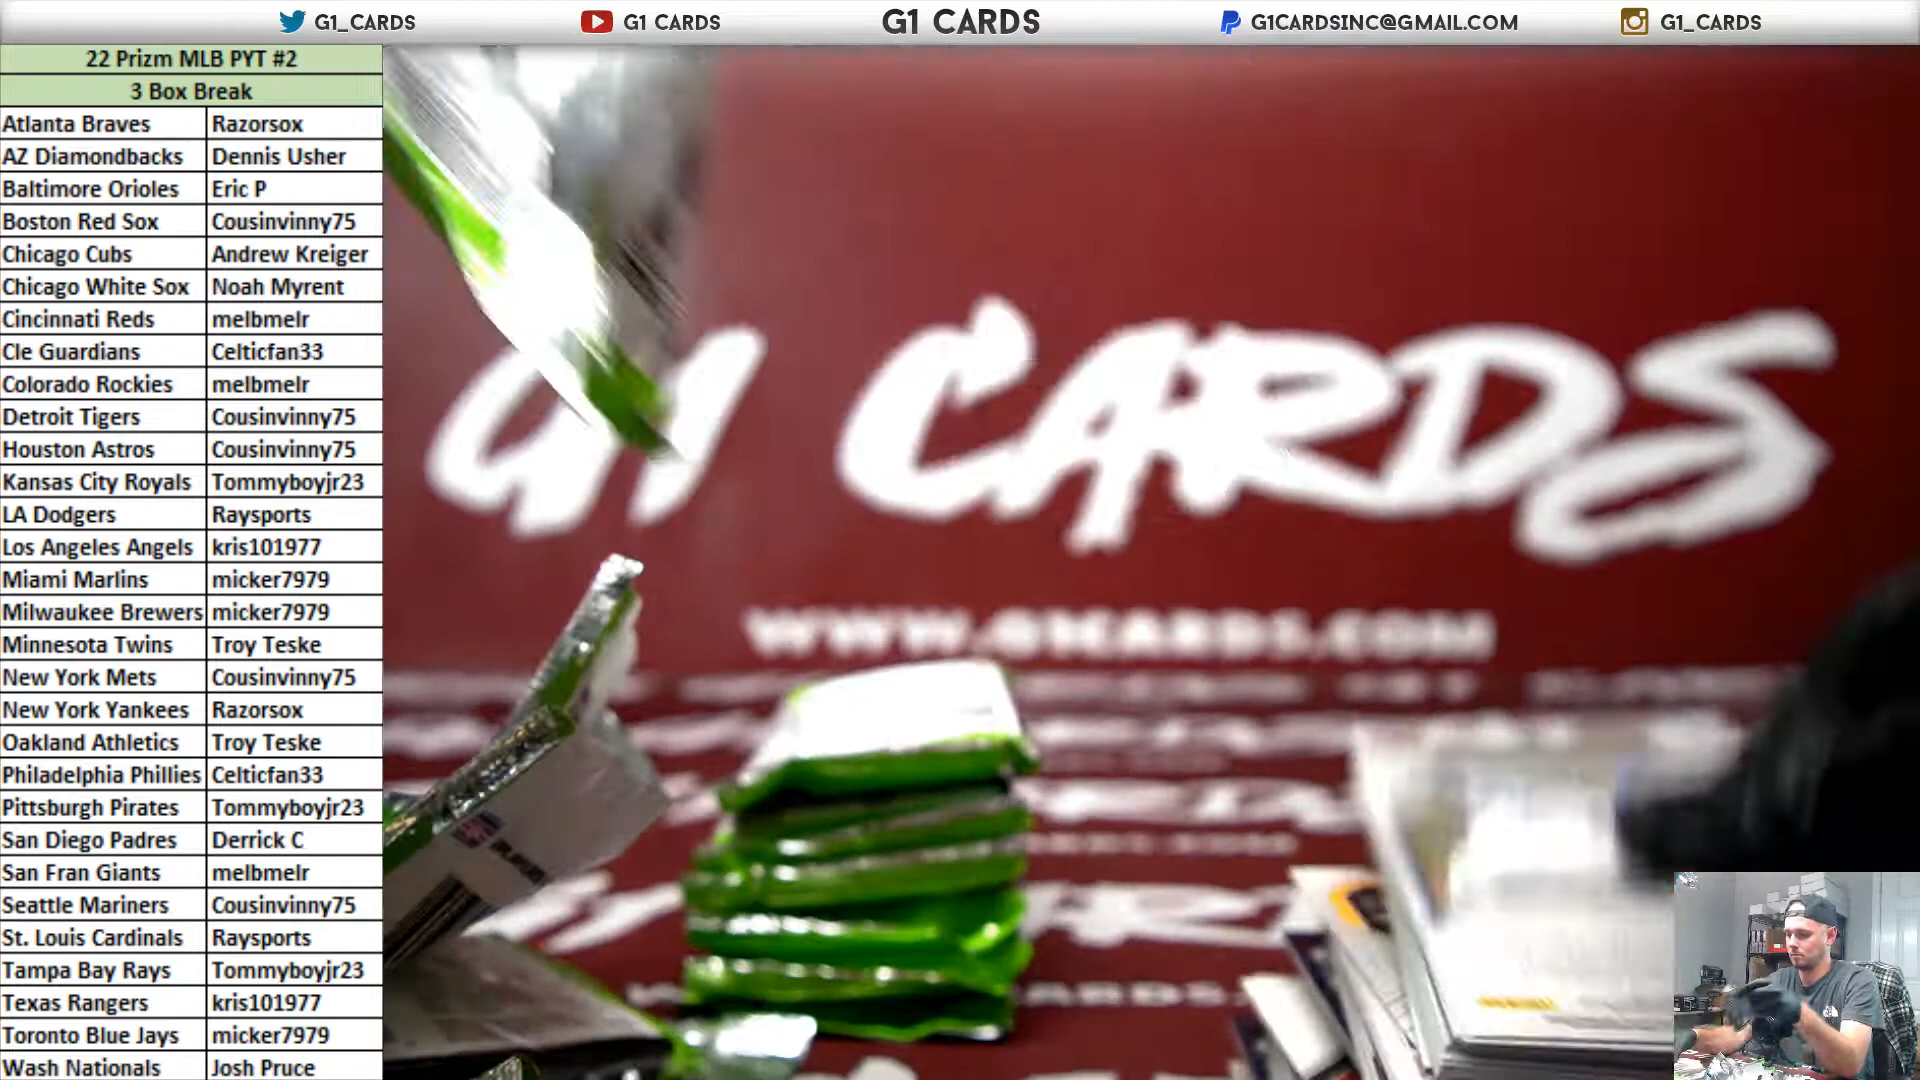 G1_CARDS G1 CARDS G1 CARDS G1CARDSINC@GMAIL.COM G1_CARDS
22 Prizm MLB PYT #2
3 Box Break
Atlanta Braves Razorsox
AZ Diamondbacks Dennis Usher
Baltimore Orioles Eric P
Boston Red Sox Cousinvinny75
Chicago Cubs Andrew Kreiger
Chicago White Sox Noah Myrent
Cincinnati Reds melbmelr
Cle Guardians Celticfan33
Colorado Rockies melbmelr
Detroit Tigers Cousinvinny75
Houston Astros Cousinvinny75
Kansas City Royals Tommyboyjr23
LA Dodgers Raysports
Los Angeles Angels kris101977
Miami Marlins micker7979
Milwaukee Brewers micker7979
Minnesota Twins Troy Teske
New York Mets Cousinvinny75
New York Yankees Razorsox
Oakland Athletics Troy Teske
Philadelphia Phillies Celticfan33
Pittsburgh Pirates Tommyboyjr23
San Diego Padres Derrick C
San Fran Giants melbmelr
Seattle Mariners Cousinvinny75
St. Louis Cardinals Raysports
Tampa Bay Rays Tommyboyjr23
Texas Rangers kris101977
Toronto Blue Jays micker7979
Wash Nationals Josh Pruce
G1 CARDS
WWW.G1CARDS.COM